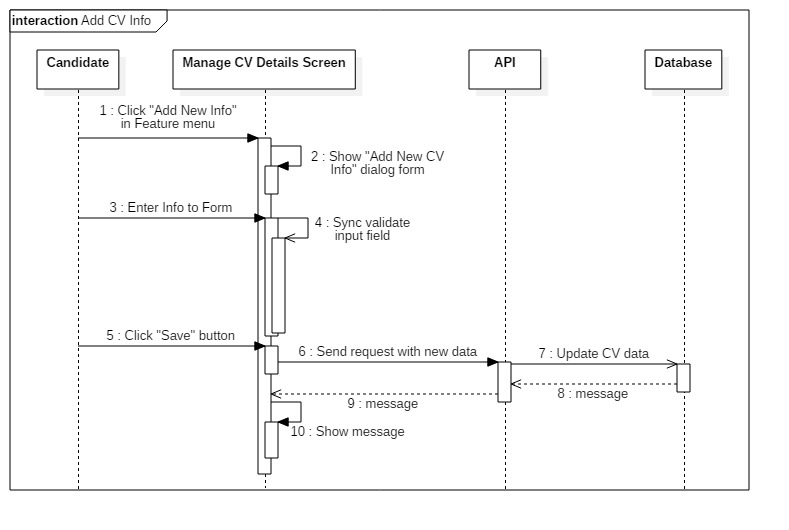 interaction Add CV Info
Candidate
Manage CV Details Screen
API
Database
1 : Click "Add New Info"
in Feature menu
2 : Show "Add New CV
Info" dialog form
3 : Enter Info to Form
4 : Sync validate
input field
5 : Click "Save" button
6 : Send request with new data
7 : Update CV data
8 : message
9 : message
10 : Show message